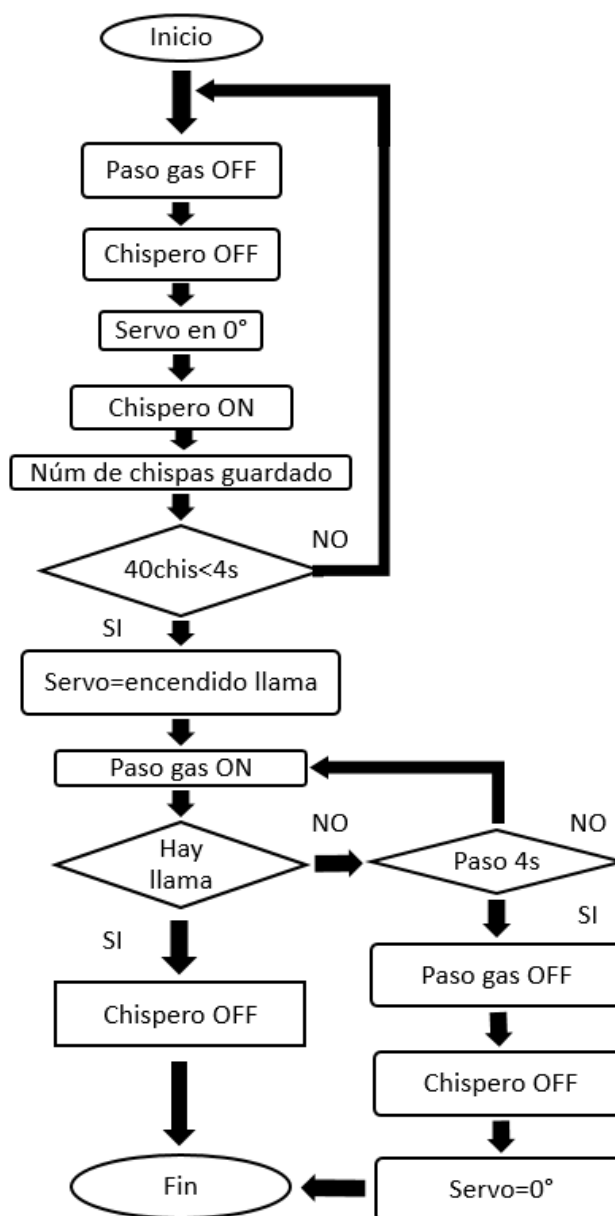 Inicio
Paso gas OFF
Chispero OFF
Servo en 0°
Chispero ON
Núm de chispas guardado
NO
40chis<4s
SI
Servo=encendido llama
Paso gas ON
NO
NO
Hay
llama
Paso 4s
SI
SI
Paso gas OFF
Chispero OFF
Chispero OFF
Fin
Servo=0°